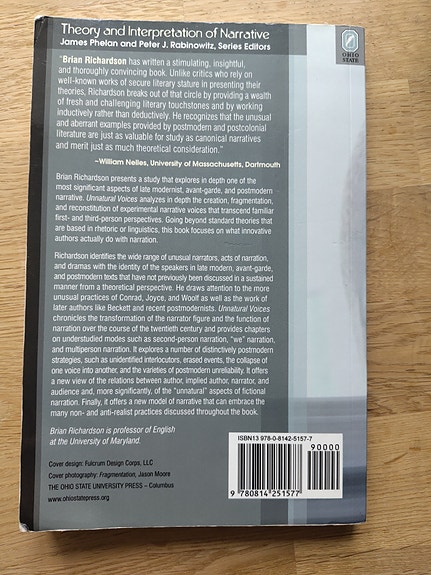 Theory and Interpretation of Narrative
James Phelan and Peter J. Rabinowitz, Series Editors
OHIO
STATE
"Brian Richardson has written a stimulating, insightful,
and thoroughly convincing book. Unlike critics who rely on
well-known works of secure literary stature in presenting their
theories, Richardson breaks out of that circle by providing a wealth
of fresh and challenging literary touchstones and by working
inductively rather than deductively. He recognizes that the unusual
and aberrant examples provided by postmodern and postcolonial
literature are just as valuable for study as canonical narratives
and merit just as much theoretical consideration."
–William Nelles, University of Massachusetts, Dartmouth
Brian Richardson presents a study that explores in depth one of the
most significant aspects of late modernist, avant-garde, and postmodern
narrative. Unnatural Voices analyzes in depth the creation, fragmentation,
and reconstitution of experimental narrative voices that transcend familiar
first- and third-person perspectives. Going beyond standard theories that
are based in rhetoric or linguistics, this book focuses on what innovative
authors actually do with narration.
Richardson identifies the wide range of unusual narrators, acts of narration,
and dramas with the identity of the speakers in late modern, avant-garde,
and postmodern texts that have not previously been discussed in a sustained
manner from a theoretical perspective. He draws attention to the more
unusual practices of Conrad, Joyce, and Woolf as well as the work of
later authors like Beckett and recent postmodernists. Unnatural Voices
chronicles the transformation of the narrator figure and the function of
narration over the course of the twentieth century and provides chapters
on understudied modes such as second-person narration, "we" narration,
and multiperson narration. It explores a number of distinctively postmodern
strategies, such as unidentified interlocutors, erased events, the collapse of
one voice into another, and the varieties of postmodern unreliability. It offers
a new view of the relations between author, implied author, narrator, and
audience and, more significantly, of the "unnatural" aspects of fictional
narration. Finally, it offers a new model of narrative that can embrace the
many non- and anti-realist practices discussed throughout the book.
Brian Richardson is professor of English
at the University of Maryland.
Cover design: Fulcrum Design Corps, LLC
Cover photography: Fragmentation, Jason Moore
THE OHIO STATE UNIVERSITY PRESS – Columbus
www.ohiostatepress.org
ISBN13 978-0-8142-5157-7
90000
9 780814 251577